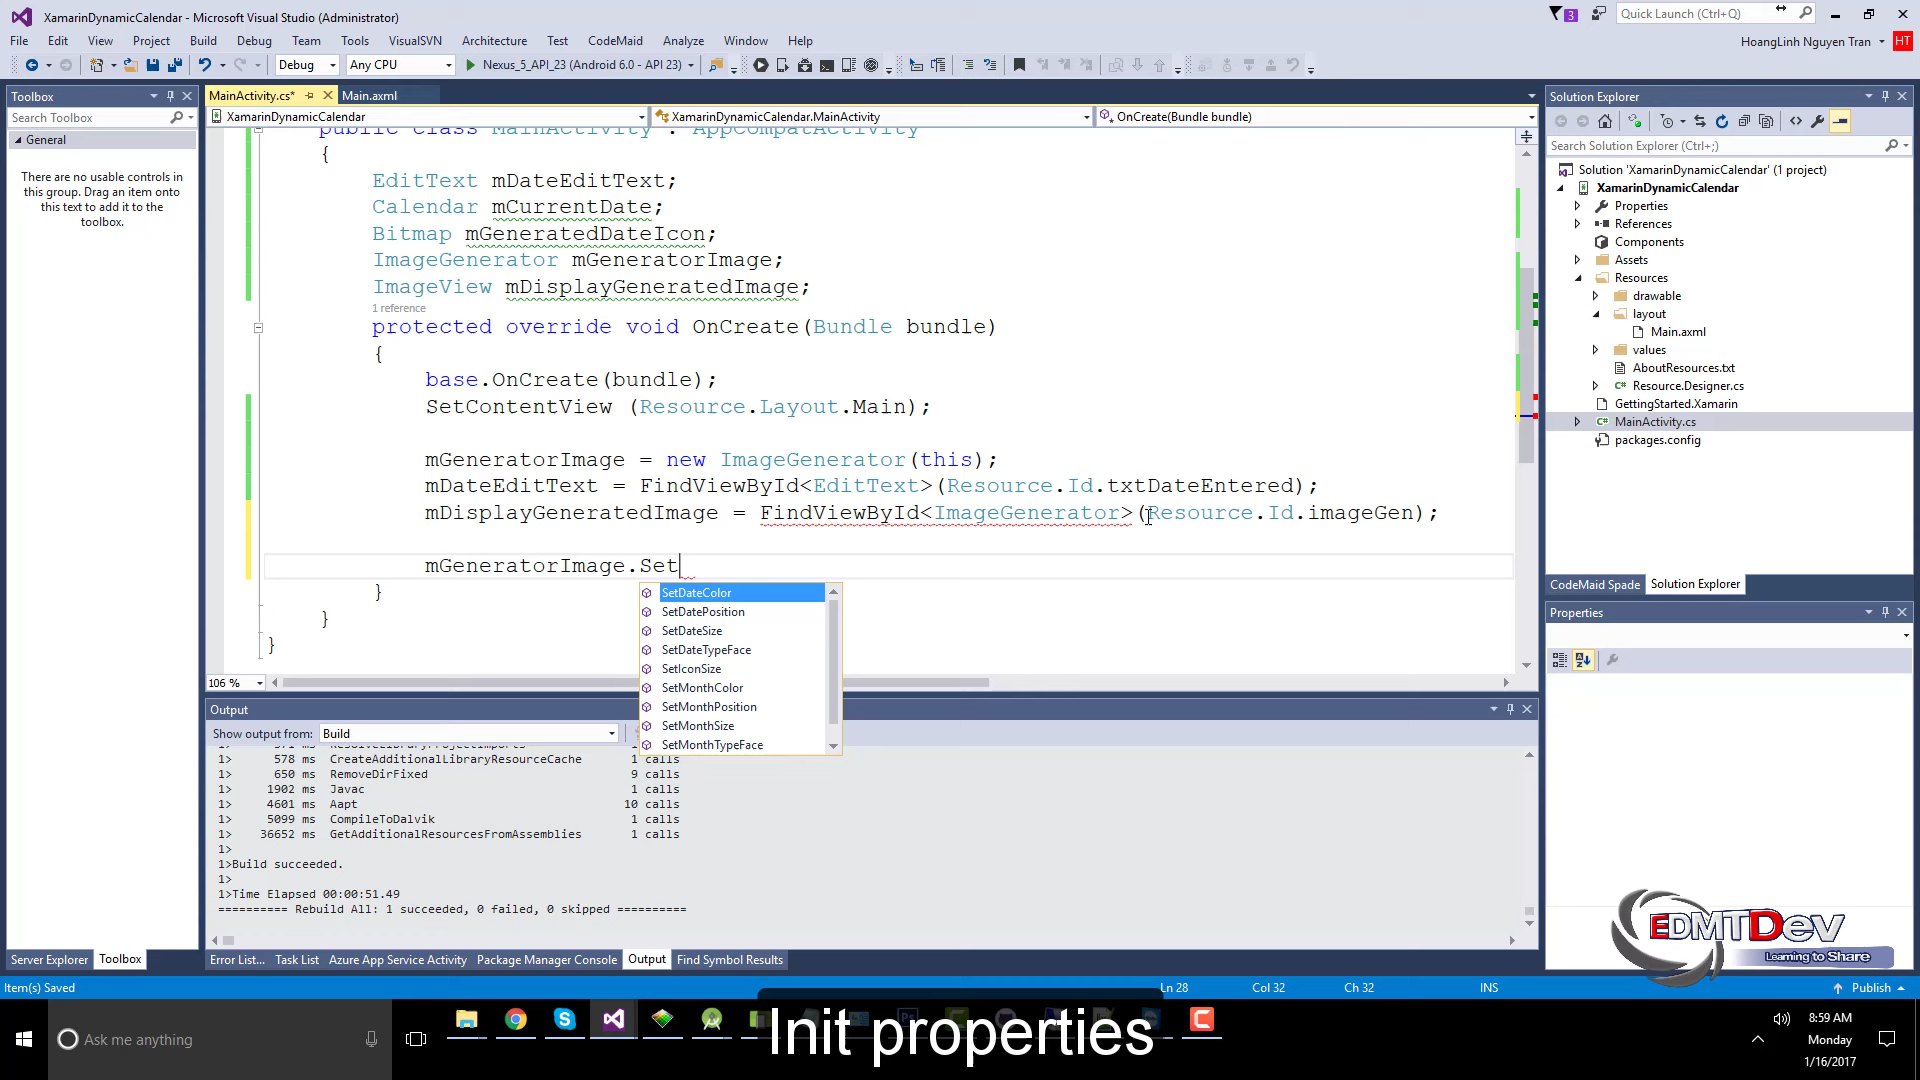 XamarinDynamicCalendar - Microsoft Visual Studio (Administrator)
3
Quick Launch (Ctrl+Q)
File Edit View Project Build Debug Team Tools VisualSVN Architecture Test CodeMaid Analyze Window Help
HoangLinh Nguyen Tran HT
Debug Any CPU Nexus_5_API_23 (Android 6.0 - API 23)
Toolbox
Search Toolbox
General
There are no usable controls in
this group. Drag an item onto
this text to add it to the
toolbox.
MainActivity.cs* Main.axml
XamarinDynamicCalendar XamarinDynamicCalendar.MainActivity OnCreate(Bundle bundle)
public class MainActivity : AppCompatActivity
{
EditText mDateEditText;
Calendar mCurrentDate;
Bitmap mGeneratedDateIcon;
ImageGenerator mGeneratorImage;
ImageView mDisplayGeneratedImage;
1 reference
protected override void OnCreate(Bundle bundle)
{
base.OnCreate(bundle);
SetContentView (Resource.Layout.Main);
mGeneratorImage = new ImageGenerator(this);
mDateEditText = FindViewById<EditText>(Resource.Id.txtDateEntered);
mDisplayGeneratedImage = FindViewById<ImageGenerator>(Resource.Id.imageGen);
mGeneratorImage.Set
}
}
}
SetDateColor
SetDatePosition
SetDateSize
SetDateTypeFace
SetIconSize
SetMonthColor
SetMonthPosition
SetMonthSize
SetMonthTypeFace
106 %
Output
Show output from: Build
1> 578 ms CreateAdditionalLibraryResourceCache 1 calls
1> 650 ms RemoveDirFixed 9 calls
1> 1902 ms Javac 1 calls
1> 4601 ms Aapt 10 calls
1> 5099 ms CompileToDalvik 1 calls
1> 36652 ms GetAdditionalResourcesFromAssemblies 1 calls
1>
1>Build succeeded.
1>
1>Time Elapsed 00:00:51.49
========== Rebuild All: 1 succeeded, 0 failed, 0 skipped ==========
Server Explorer Toolbox
Error List... Task List Azure App Service Activity Package Manager Console Output Find Symbol Results
Solution Explorer
Search Solution Explorer (Ctrl+;)
Solution 'XamarinDynamicCalendar' (1 project)
XamarinDynamicCalendar
Properties
References
Components
Assets
Resources
drawable
layout
Main.axml
values
AboutResources.txt
Resource.Designer.cs
GettingStarted.Xamarin
MainActivity.cs
packages.config
CodeMaid Spade Solution Explorer
Properties
EDMTDev
Learning to Share
Item(s) Saved Ln 28 Col 32 Ch 32 INS Publish
Ask me anything
Init properties
8:59 AM
Monday
1/16/2017